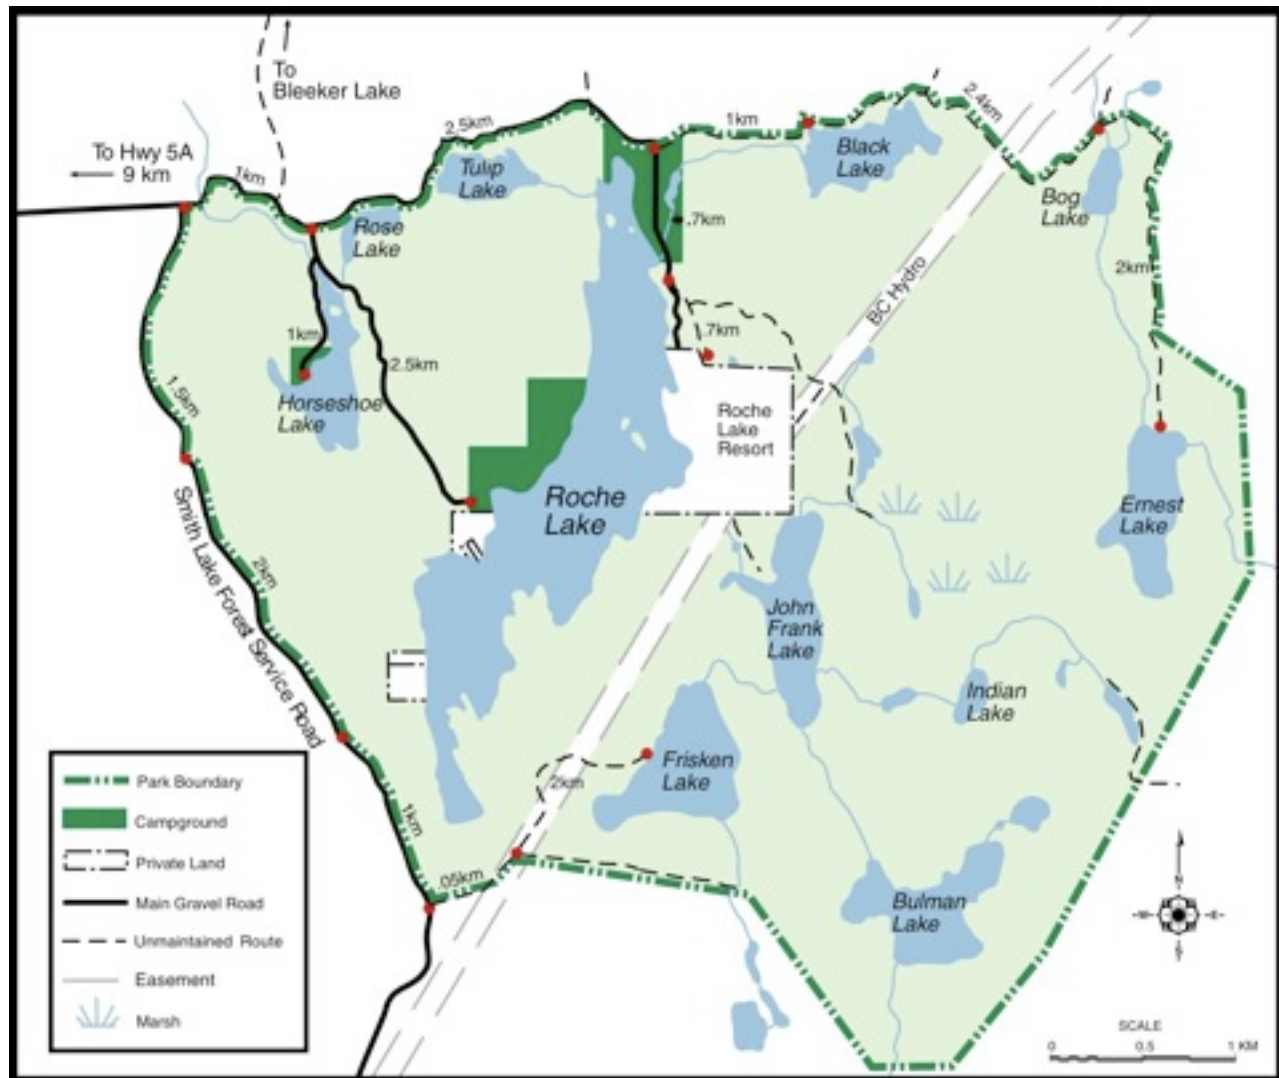 To
Bleeker Lake
2.4km
2.5km
1km
Black
Lake
To Hwy 5A
9 km
1km
Tulip
Lake
Bog
Lake
Rose
Lake
.7km
2km
BC Hydro
1km
.7km
2.5km
1.5km
Horseshoe
Lake
Roche
Lake
Resort
Roche
Lake
Ernest
Lake
Smith Lake Forest Service Road
2km
John
Frank
Lake
Indian
Lake
Frisken
Lake
2km
1km
.05km
Bulman
Lake
Park Boundary
Campground
Private Land
Main Gravel Road
Unmaintained Route
Easement
Marsh
N
W
E
S
SCALE
0 0.5 1 KM